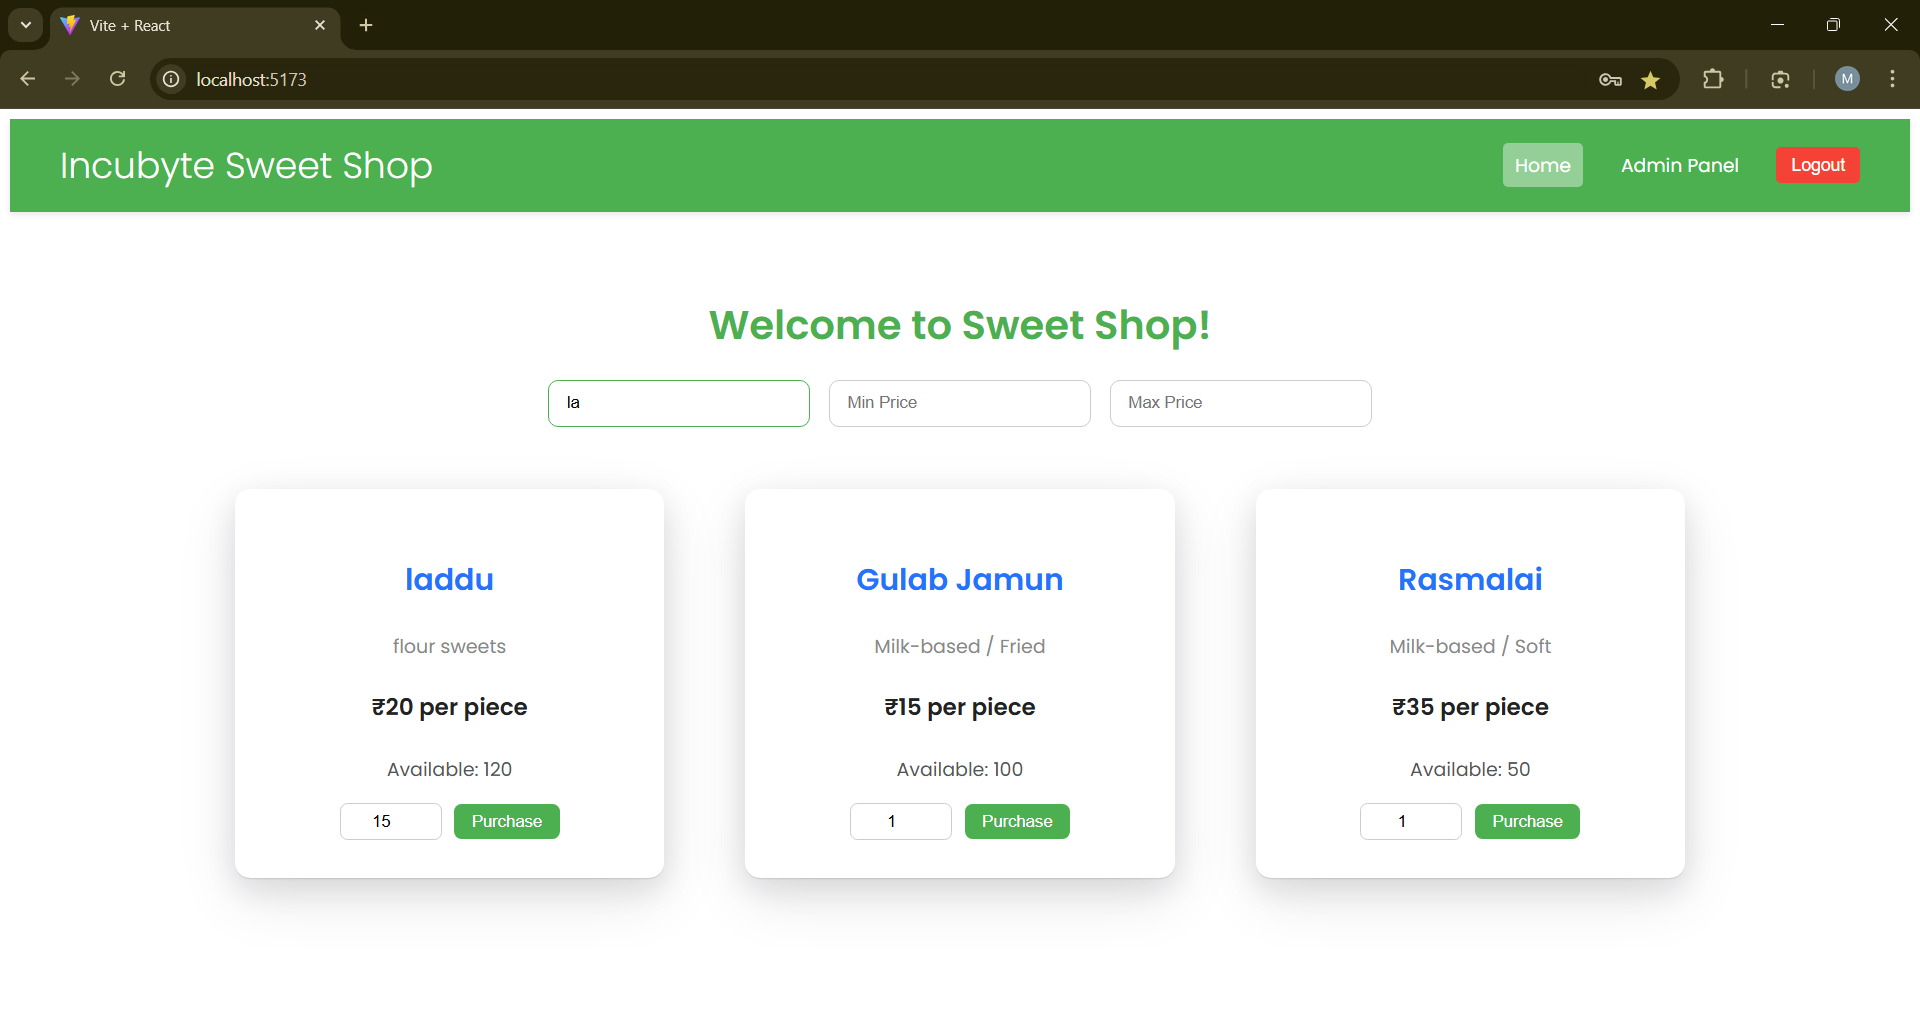 Vite + React
localhost:5173
M
Incubyte Sweet Shop
Home
Admin Panel
Logout
Welcome to Sweet Shop!
la
Min Price
Max Price
laddu
flour sweets
₹20 per piece
Available: 120
15
Purchase
Gulab Jamun
Milk-based / Fried
₹15 per piece
Available: 100
1
Purchase
Rasmalai
Milk-based / Soft
₹35 per piece
Available: 50
1
Purchase